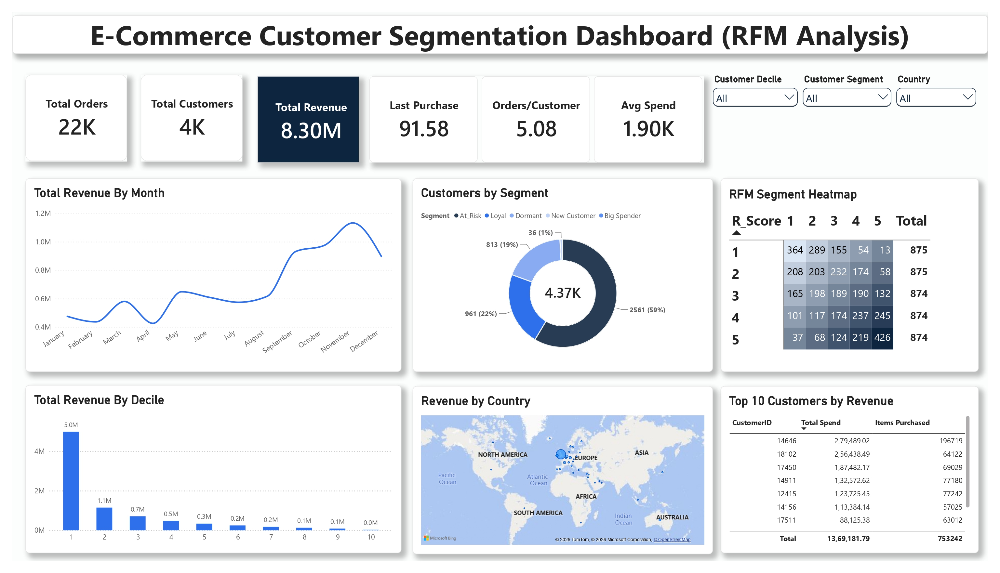 E-Commerce Customer Segmentation Dashboard (RFM Analysis)
Total Orders
22K
Total Customers
4K
Total Revenue
8.30M
Last Purchase
91.58
Orders/Customer
5.08
Avg Spend
1.90K
Customer Decile
All
Customer Segment
All
Country
All
Total Revenue By Month
1.2M
1.0M
0.8M
0.6M
0.4M
January
February
March
April
May
June
July
August
September
October
November
December
Customers by Segment
Segment At_Risk Loyal Dormant New Customer Big Spender
36 (1%)
813 (19%)
4.37K
961 (22%)
2561 (59%)
RFM Segment Heatmap
R_Score 1 2 3 4 5 Total
1 364 289 155 54 13 875
2 208 203 232 174 58 875
3 165 198 189 190 132 874
4 101 117 174 237 245 874
5 37 68 124 219 426 874
Total Revenue By Decile
4M
2M
0M
5.0M
1.1M
0.7M
0.5M
0.3M
0.2M
0.2M
0.1M
0.1M
0.0M
1 2 3 4 5 6 7 8 9 10
Revenue by Country
NORTH AMERICA
EUROPE
ASIA
Pacific
Ocean
Atlantic
Ocean
AFRICA
SOUTH AMERICA
Indian
Ocean
AUSTRALIA
Microsoft Bing
© 2026 TomTom, © 2026 Microsoft Corporation, © OpenStreetMap
Top 10 Customers by Revenue
CustomerID Total Spend Items Purchased
14646 2,79,489.02 196719
18102 2,56,438.49 64122
17450 1,87,482.17 69029
14911 1,32,572.62 77180
12415 1,23,725.45 77242
14156 1,13,384.14 57025
17511 88,125.38 63012
Total 13,69,181.79 753242